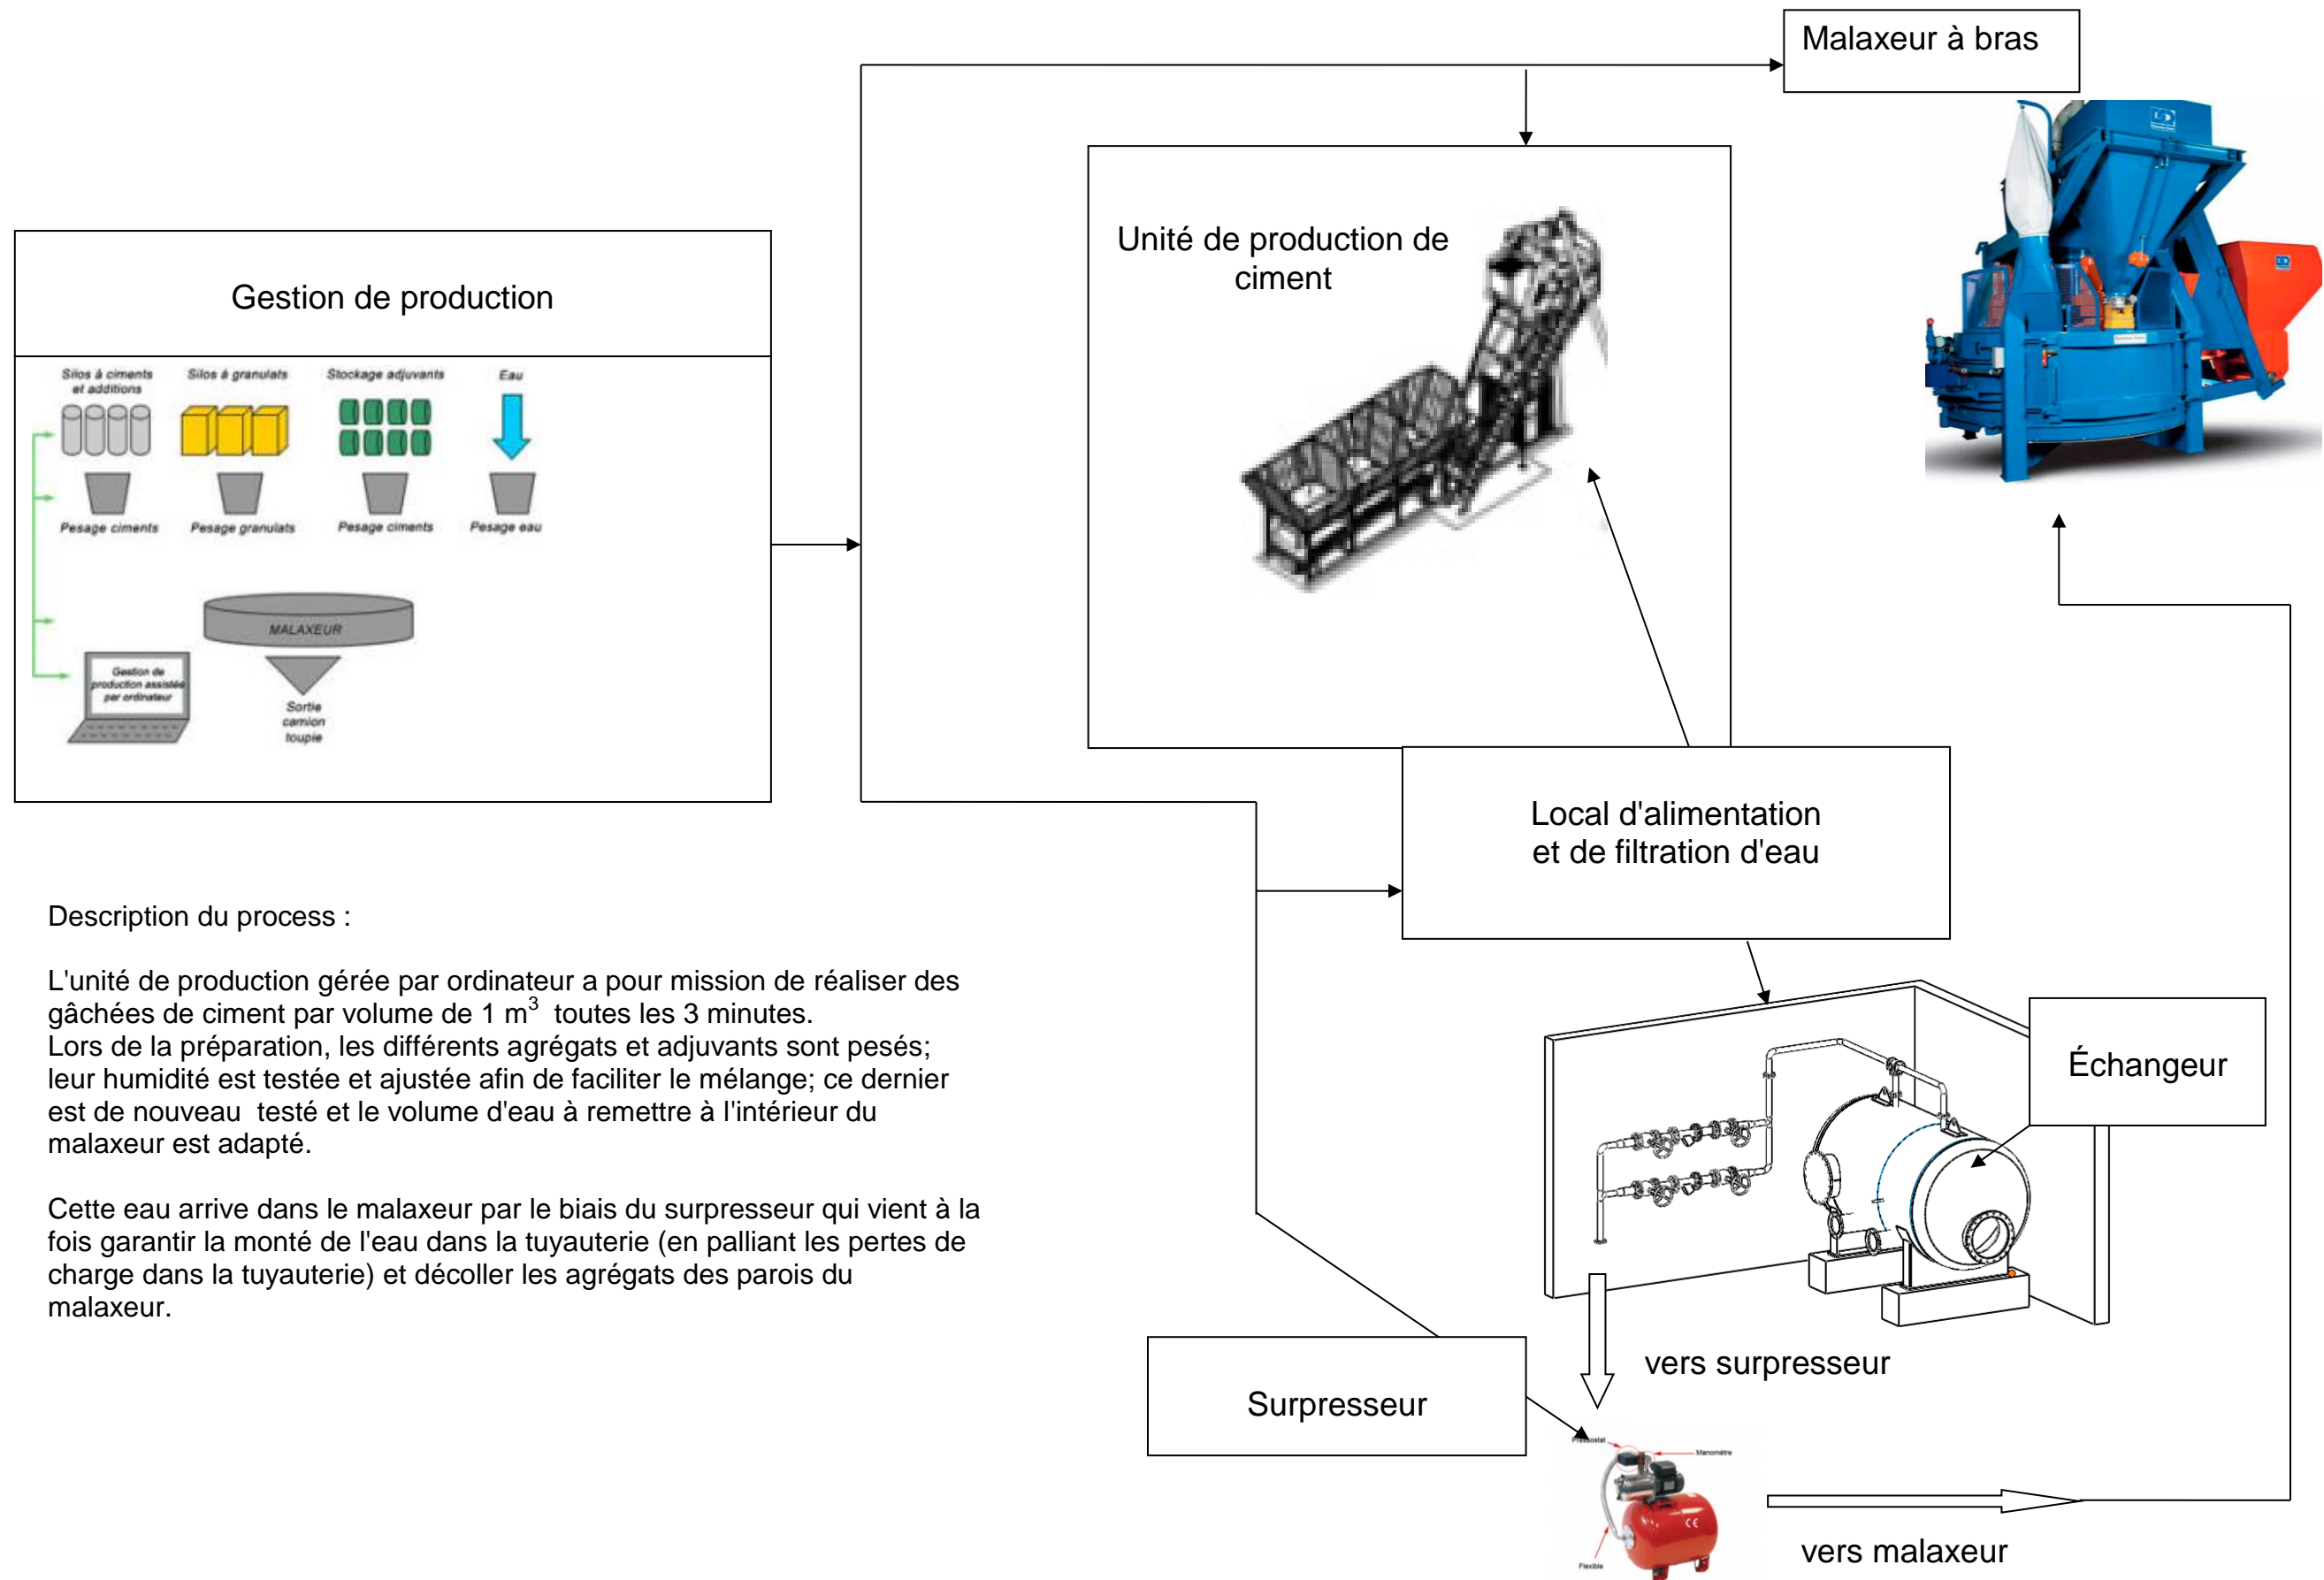 Malaxeur à bras
Unité de production de
ciment
Gestion de production
Silos à ciments
et additions
Silos à granulats
Stockage adjuvants
Eau
Pesage ciments
Pesage granulats
Pesage ciments
Pesage eau
MALAXEUR
Gestion de
production assistée
par ordinateur
Sortie
camion
toupie
Local d'alimentation
et de filtration d'eau
Description du process :
L'unité de production gérée par ordinateur a pour mission de réaliser des
gâchées de ciment par volume de 1 m³ toutes les 3 minutes.
Lors de la préparation, les différents agrégats et adjuvants sont pesés;
leur humidité est testée et ajustée afin de faciliter le mélange; ce dernier
est de nouveau testé et le volume d'eau à remettre à l'intérieur du
malaxeur est adapté.
Cette eau arrive dans le malaxeur par le biais du surpresseur qui vient à la
fois garantir la monté de l'eau dans la tuyauterie (en palliant les pertes de
charge dans la tuyauterie) et décoller les agrégats des parois du
malaxeur.
Échangeur
vers surpresseur
Surpresseur
Pressostat
Manomètre
CE
Flexible
vers malaxeur